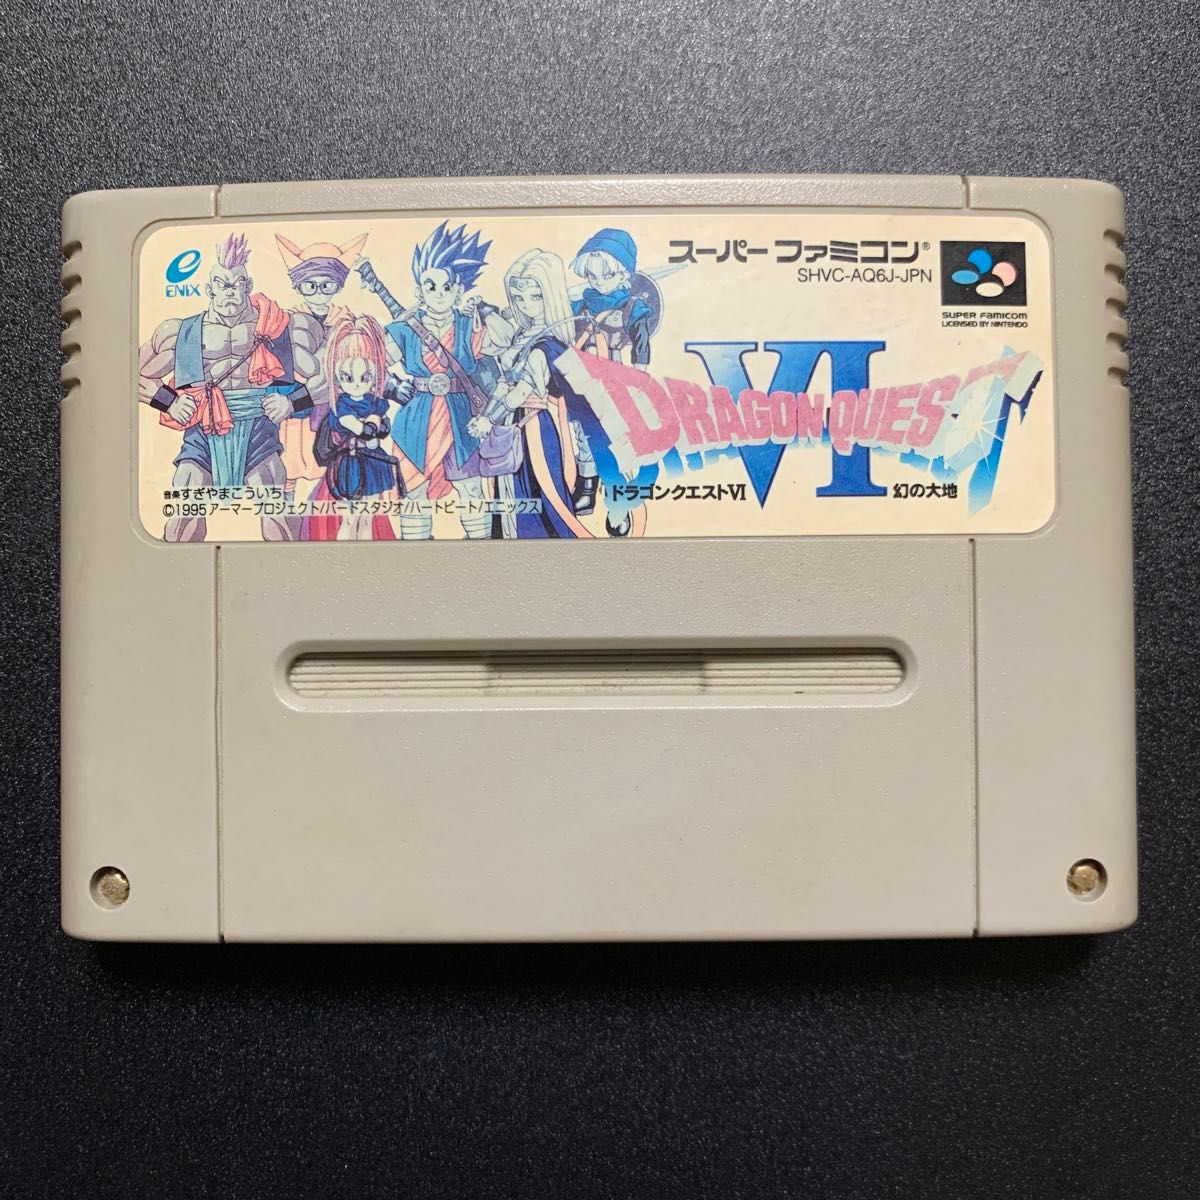 e
ENIX
スーパーファミコン®
SHVC-AQ6J-JPN
SUPER FAMICOM
LICENSED BY NINTENDO
DRAGON QUEST
VI
ドラゴンクエストVI 幻の大地
音楽 すぎやまこういち
©1995 アーマープロジェクト/バードスタジオ/ハートビート/エニックス